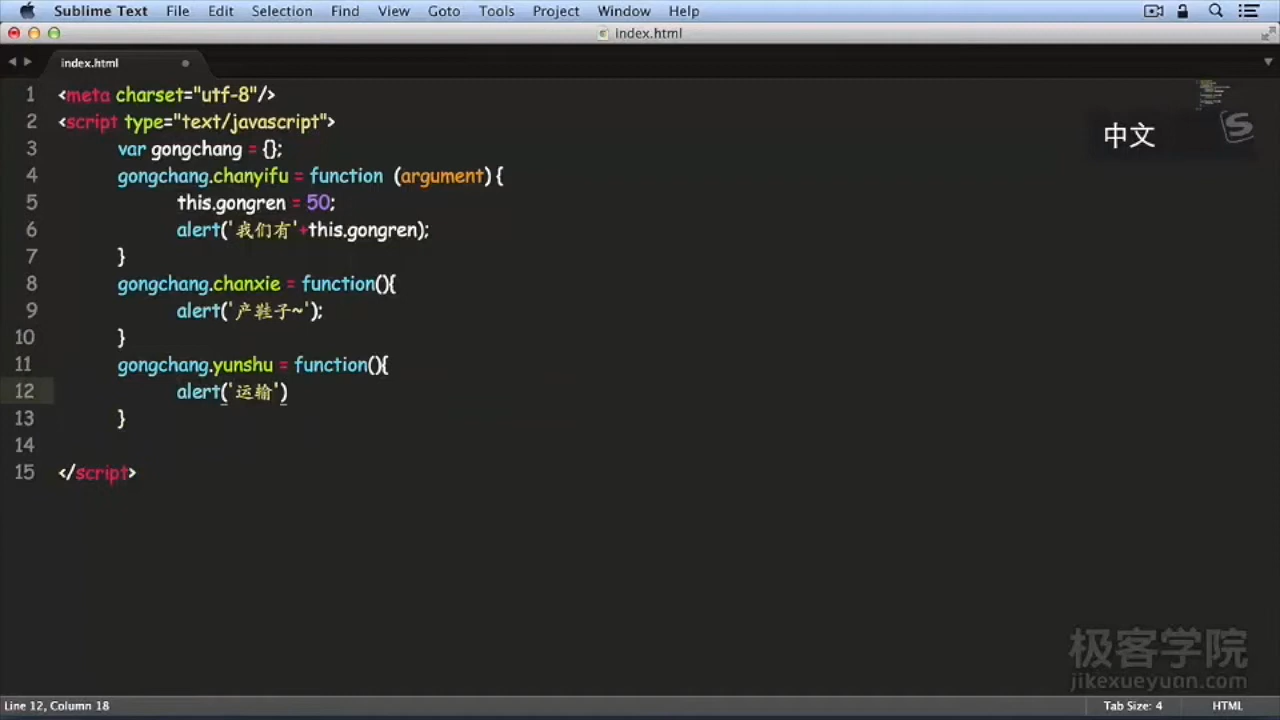 Sublime Text File Edit Selection Find View Goto Tools Project Window Help
index.html
index.html
中文
1 <meta charset="utf-8"/>
2 <script type="text/javascript">
3 var gongchang = {};
4 gongchang.chanyifu = function (argument) {
5 this.gongren = 50;
6 alert('我们有'+this.gongren);
7 }
8 gongchang.chanxie = function(){
9 alert('产鞋子~');
10 }
11 gongchang.yunshu = function(){
12 alert('运输')
13 }
14
15 </script>
极客学院
jikexueyuan.com
Line 12, Column 18 Tab Size: 4 HTML